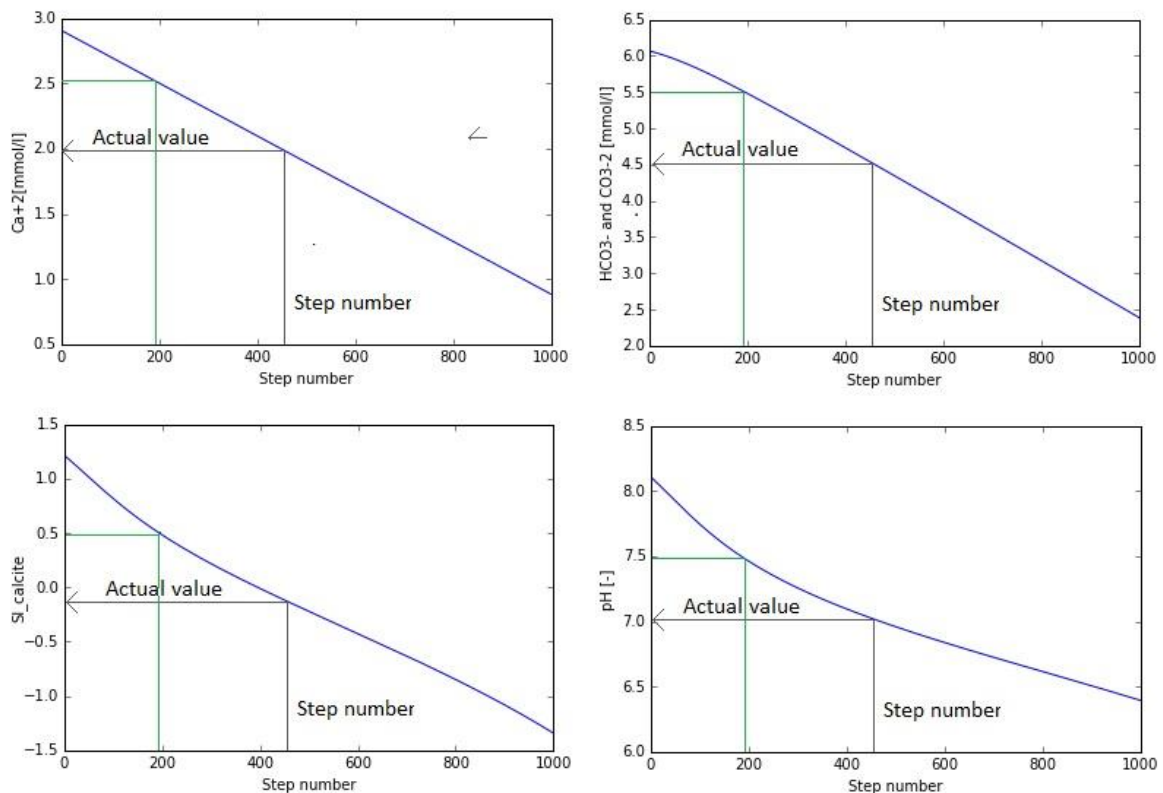 3.0
2.5
2.0
1.5
1.0
0.5
Ca+2[mmol/l]
Actual value
Step number
0 200 400 600 800 1000
Step number
6.5
6.0
5.5
5.0
4.5
4.0
3.5
3.0
2.5
2.0
HCO3- and CO3-2 [mmol/l]
Actual value
Step number
0 200 400 600 800 1000
Step number
1.5
1.0
0.5
0.0
−0.5
−1.0
−1.5
SI_calcite
Actual value
Step number
0 200 400 600 800 1000
Step number
8.5
8.0
7.5
7.0
6.5
6.0
pH [-]
Actual value
Step number
0 200 400 600 800 1000
Step number